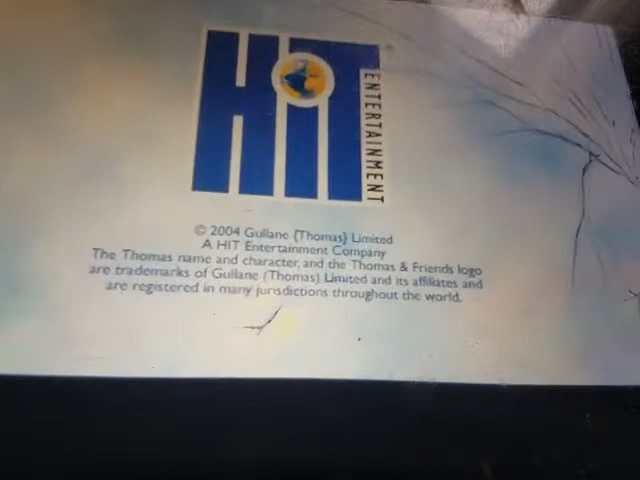 HiT
ENTERTAINMENT
© 2004 Gullane {Thomas} Limited
A HIT Entertainment Company
The Thomas name and character, and the Thomas & Friends logo
are trademarks of Gullane (Thomas) Limited and its affiliates and
are registered in many jurisdictions throughout the world.